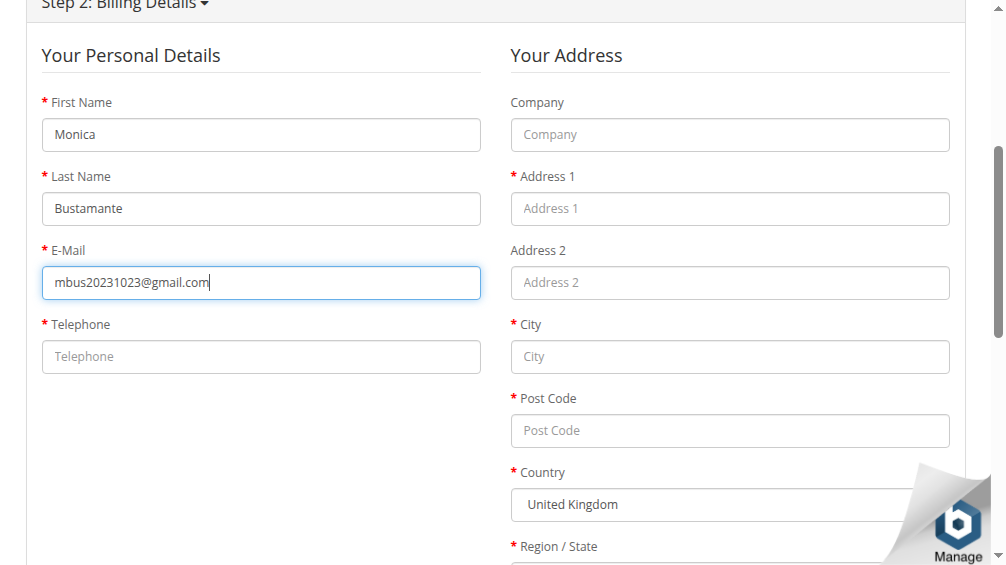 Step 2: Billing Details
Your Personal Details
* First Name
Monica
* Last Name
Bustamante
* E-Mail
mbus20231023@gmail.com
* Telephone
Telephone
Your Address
Company
Company
* Address 1
Address 1
Address 2
Address 2
* City
City
* Post Code
Post Code
* Country
United Kingdom
* Region / State
Manage